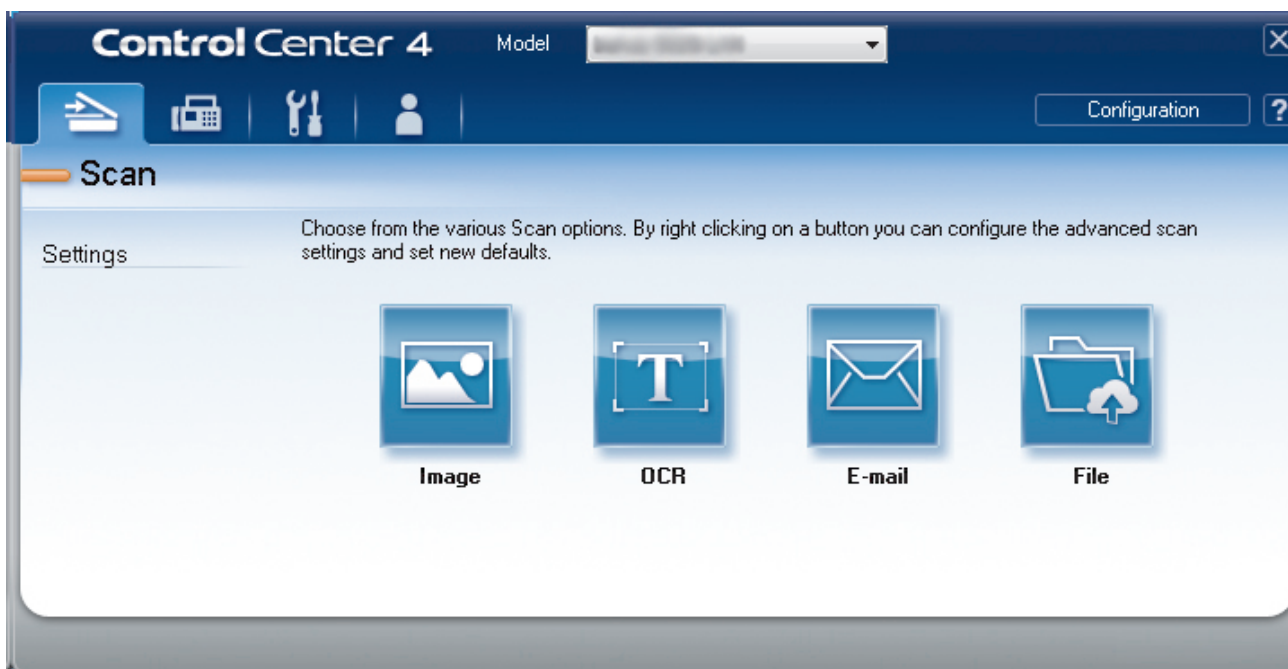 Control Center 4
Model
Configuration
?
Scan
Settings
Choose from the various Scan options. By right clicking on a button you can configure the advanced scan
settings and set new defaults.
T
Image OCR E-mail File